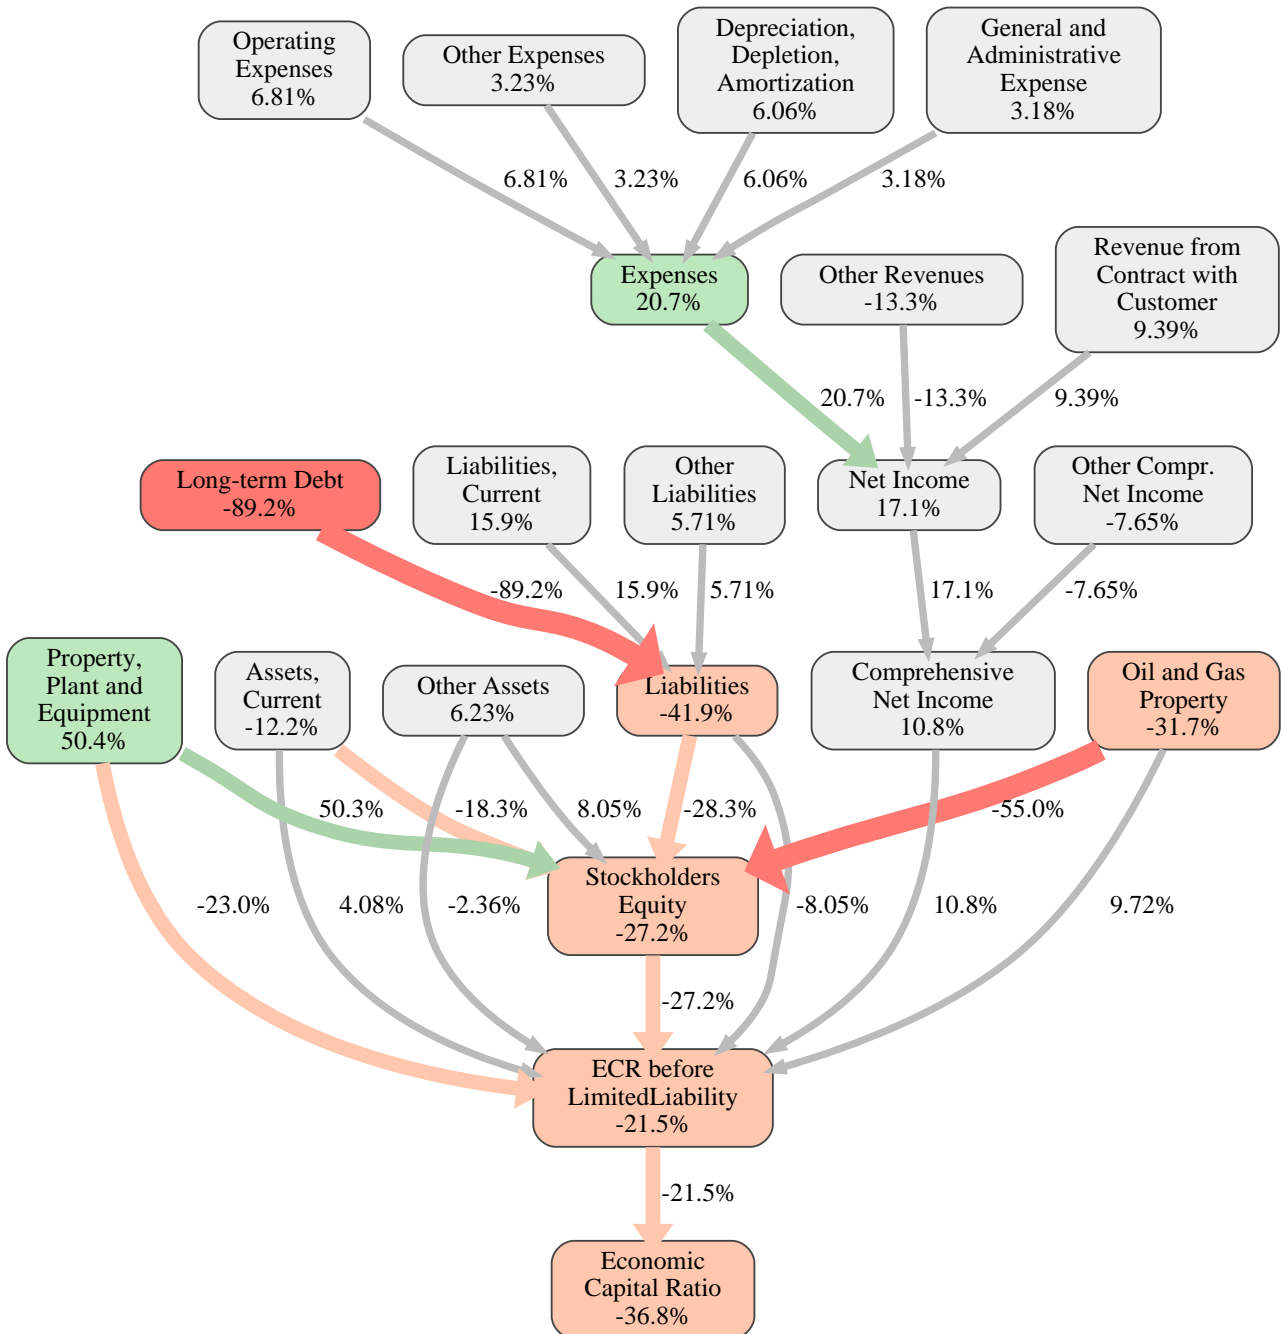 Operating
Expenses
6.81%
Other Expenses
3.23%
Depreciation,
Depletion,
Amortization
6.06%
General and
Administrative
Expense
3.18%
6.81%
3.23%
6.06%
3.18%
Expenses
20.7%
Other Revenues
-13.3%
Revenue from
Contract with
Customer
9.39%
20.7%
-13.3%
9.39%
Long-term Debt
-89.2%
Liabilities,
Current
15.9%
Other
Liabilities
5.71%
Net Income
17.1%
Other Compr.
Net Income
-7.65%
-89.2%
15.9%
5.71%
17.1%
-7.65%
Property,
Plant and
Equipment
50.4%
Assets,
Current
-12.2%
Other Assets
6.23%
Liabilities
-41.9%
Comprehensive
Net Income
10.8%
Oil and Gas
Property
-31.7%
50.3%
-18.3%
8.05%
-28.3%
-55.0%
Stockholders
Equity
-27.2%
-23.0%
4.08%
-2.36%
-8.05%
10.8%
9.72%
-27.2%
ECR before
LimitedLiability
-21.5%
-21.5%
Economic
Capital Ratio
-36.8%